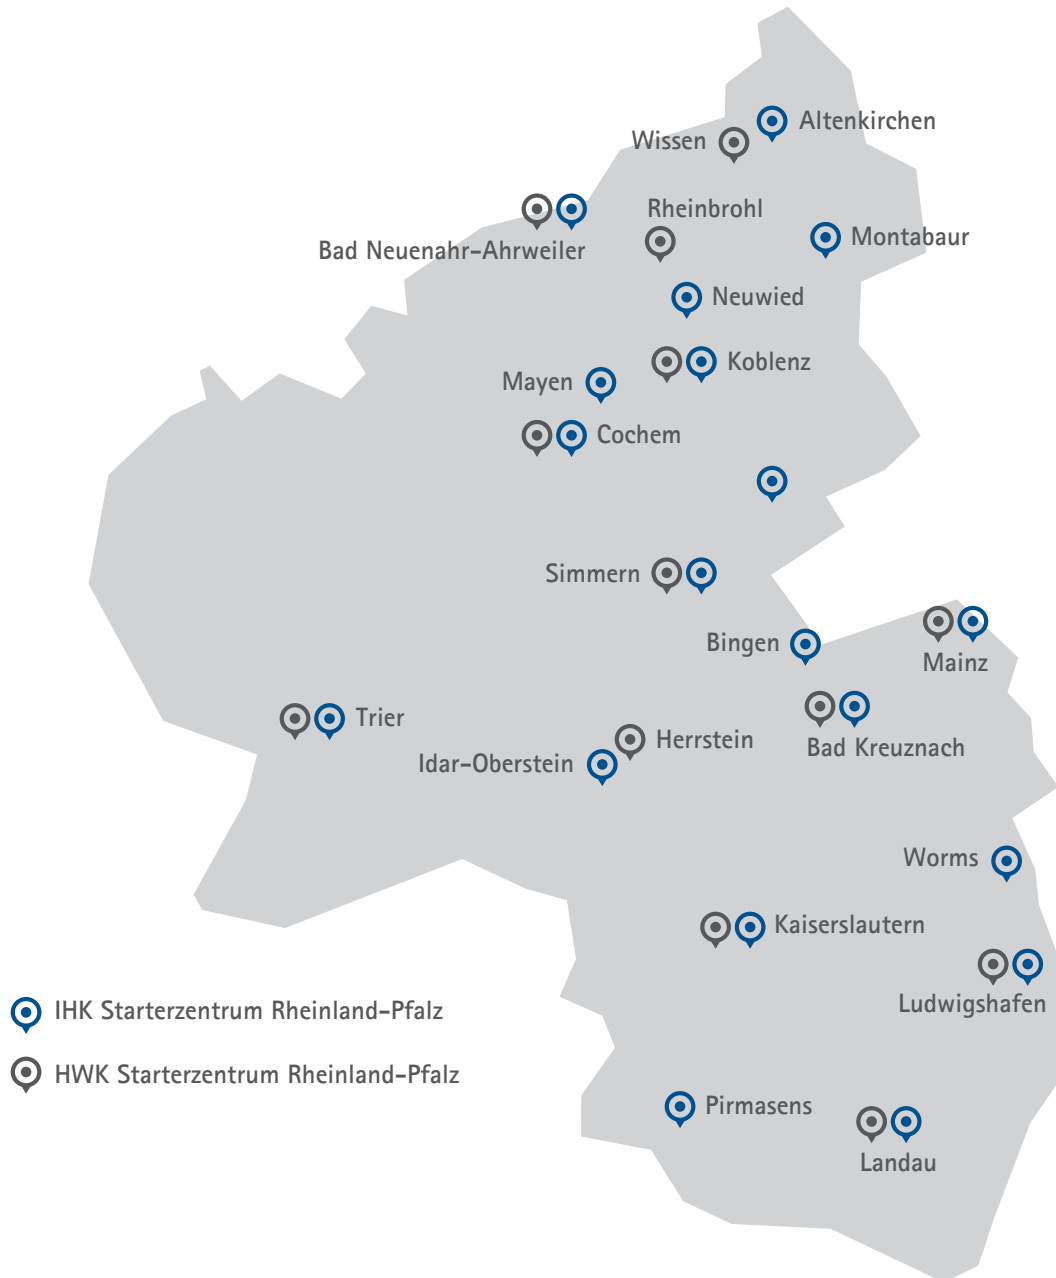 Altenkirchen
Wissen
Rheinbrohl
Montabaur
Bad Neuenahr-Ahrweiler
Neuwied
Koblenz
Mayen
Cochem
Simmern
Bingen
Mainz
Trier
Herrstein
Bad Kreuznach
Idar-Oberstein
Worms
Kaiserslautern
Ludwigshafen
IHK Starterzentrum Rheinland-Pfalz
HWK Starterzentrum Rheinland-Pfalz
Pirmasens
Landau